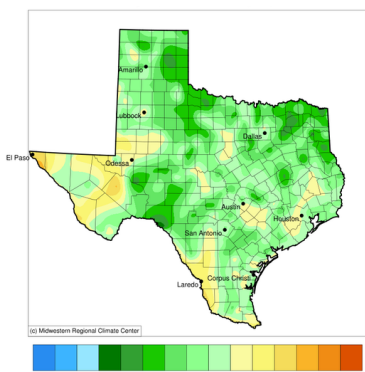 Amarillo
Lubbock
Dallas
El Paso
Odessa
Austin
Houston
San Antonio
Corpus Christi
Laredo
(c) Midwestern Regional Climate Center